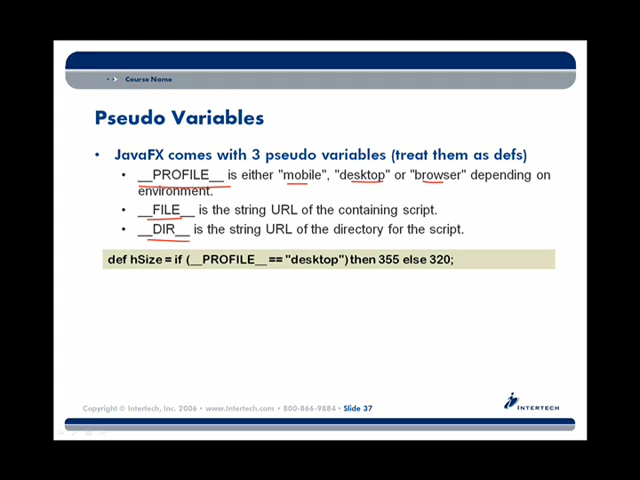 Course Name
Pseudo Variables
• JavaFX comes with 3 pseudo variables (treat them as defs)
• __PROFILE__ is either "mobile", "desktop" or "browser" depending on
environment.
• __FILE__ is the string URL of the containing script.
• __DIR__ is the string URL of the directory for the script.
def hSize = if (__PROFILE__ == "desktop") then 355 else 320;
Copyright © Intertech, Inc. 2006 • www.Intertech.com • 800-866-9884 • Slide 37
INTERTECH